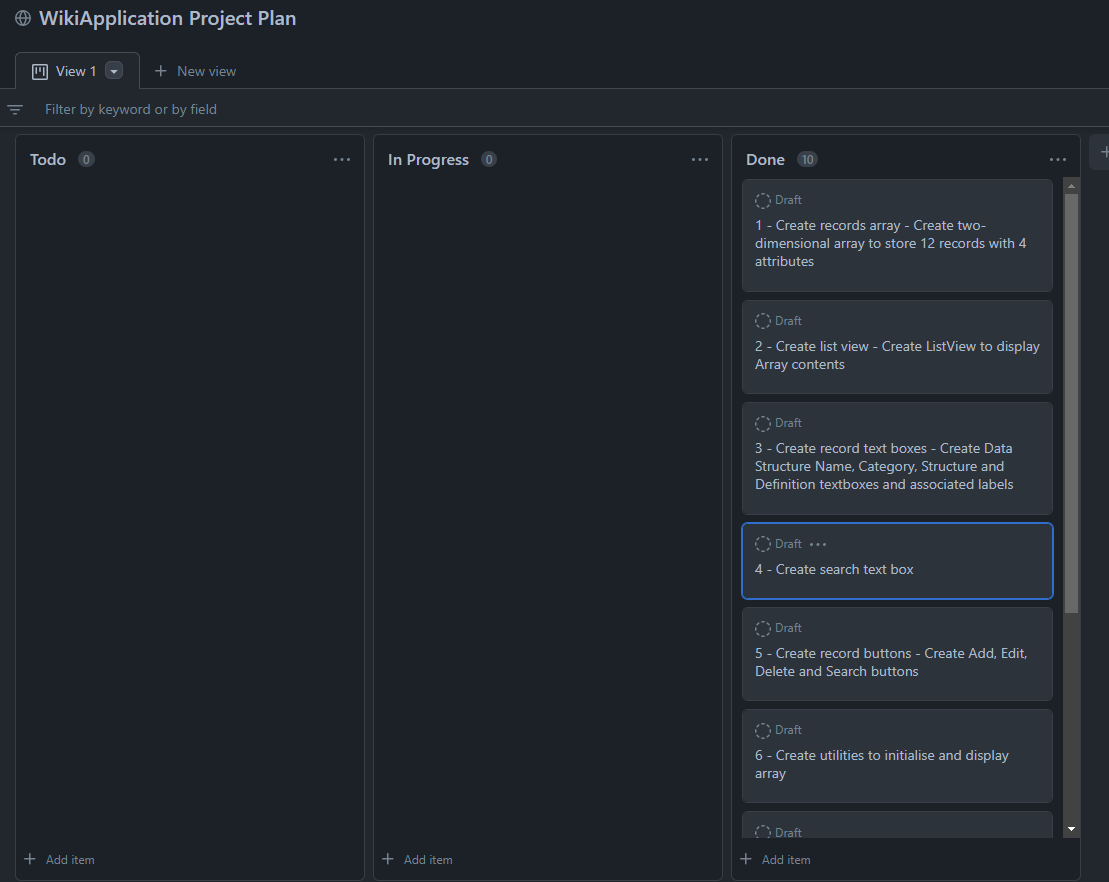 WikiApplication Project Plan
View 1
New view
Filter by keyword or by field
Todo 0
In Progress 0
Done 10
Draft
1 - Create records array - Create two-
dimensional array to store 12 records with 4
attributes
Draft
2 - Create list view - Create ListView to display
Array contents
Draft
3 - Create record text boxes - Create Data
Structure Name, Category, Structure and
Definition textboxes and associated labels
Draft
4 - Create search text box
Draft
5 - Create record buttons - Create Add, Edit,
Delete and Search buttons
Draft
6 - Create utilities to initialise and display
array
Draft
Add item
Add item
Add item